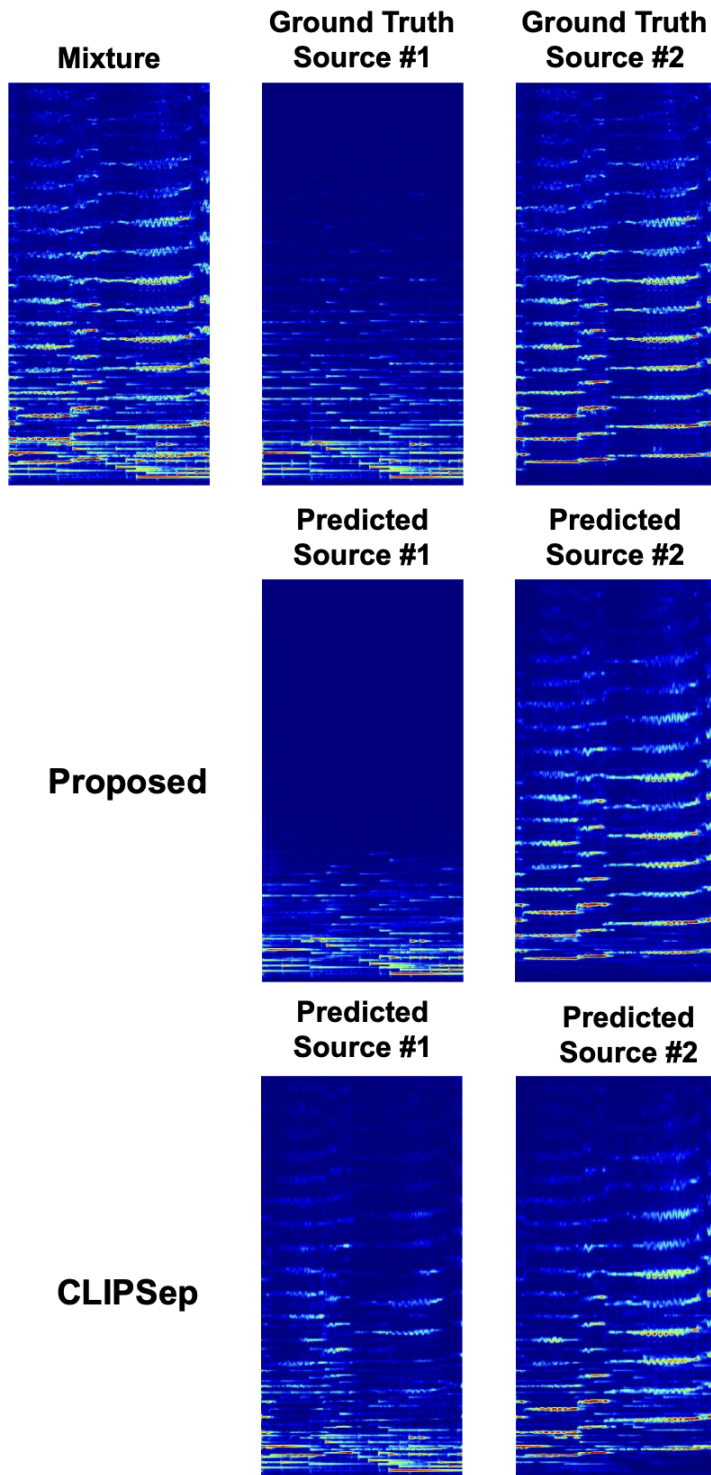 Mixture
Ground Truth
Source #1
Ground Truth
Source #2
Predicted
Source #1
Predicted
Source #2
Proposed
Predicted
Source #1
Predicted
Source #2
CLIPSep